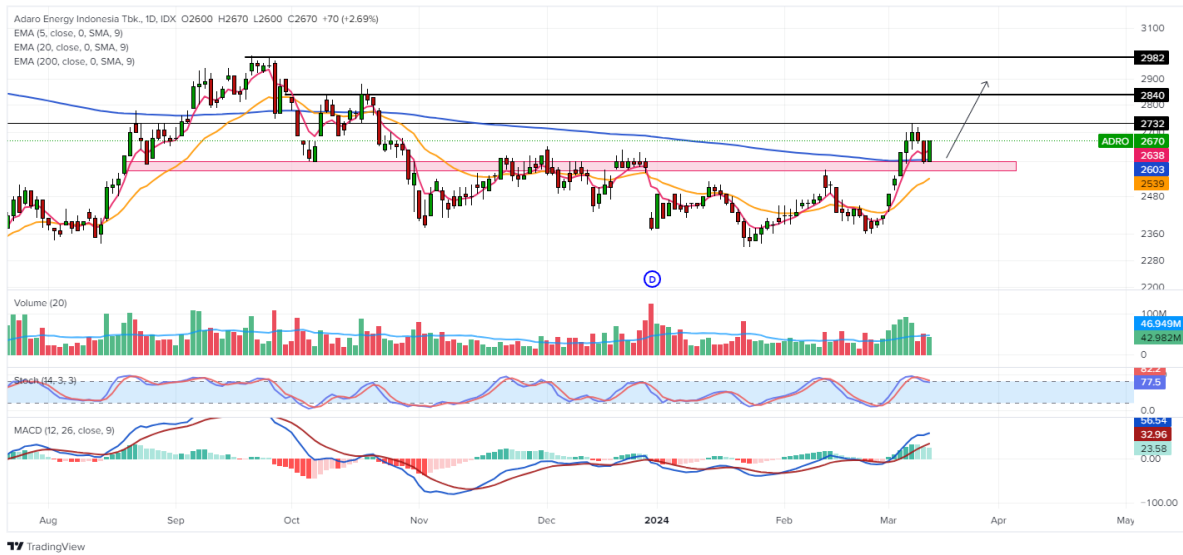 Adaro Energy Indonesia Tbk., 1D, IDX O2600 H2670 L2600 C2670 +70 (+2.69%)
EMA (5, close, 0, SMA, 9)
EMA (20, close, 0, SMA, 9)
EMA (200, close, 0, SMA, 9)
3100
2982
2900
2840
2800
2732
ADRO 2670
2638
2603
2539
2480
2360
2280
2200
D
Volume (20)
100M
46.949M
42.982M
0
Stoch (14, 3, 3)
82.2
77.5
0.0
MACD (12, 26, close, 9)
56.54
32.96
23.58
0.00
−100.00
Aug Sep Oct Nov Dec 2024 Feb Mar Apr May
TradingView